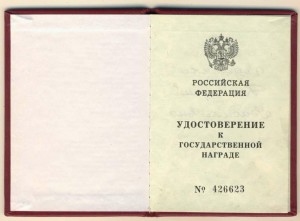 РОССИЙСКАЯ
ФЕДЕРАЦИЯ
УДОСТОВЕРЕНИЕ
К
ГОСУДАРСТВЕННОЙ
НАГРАДЕ
№ 426623